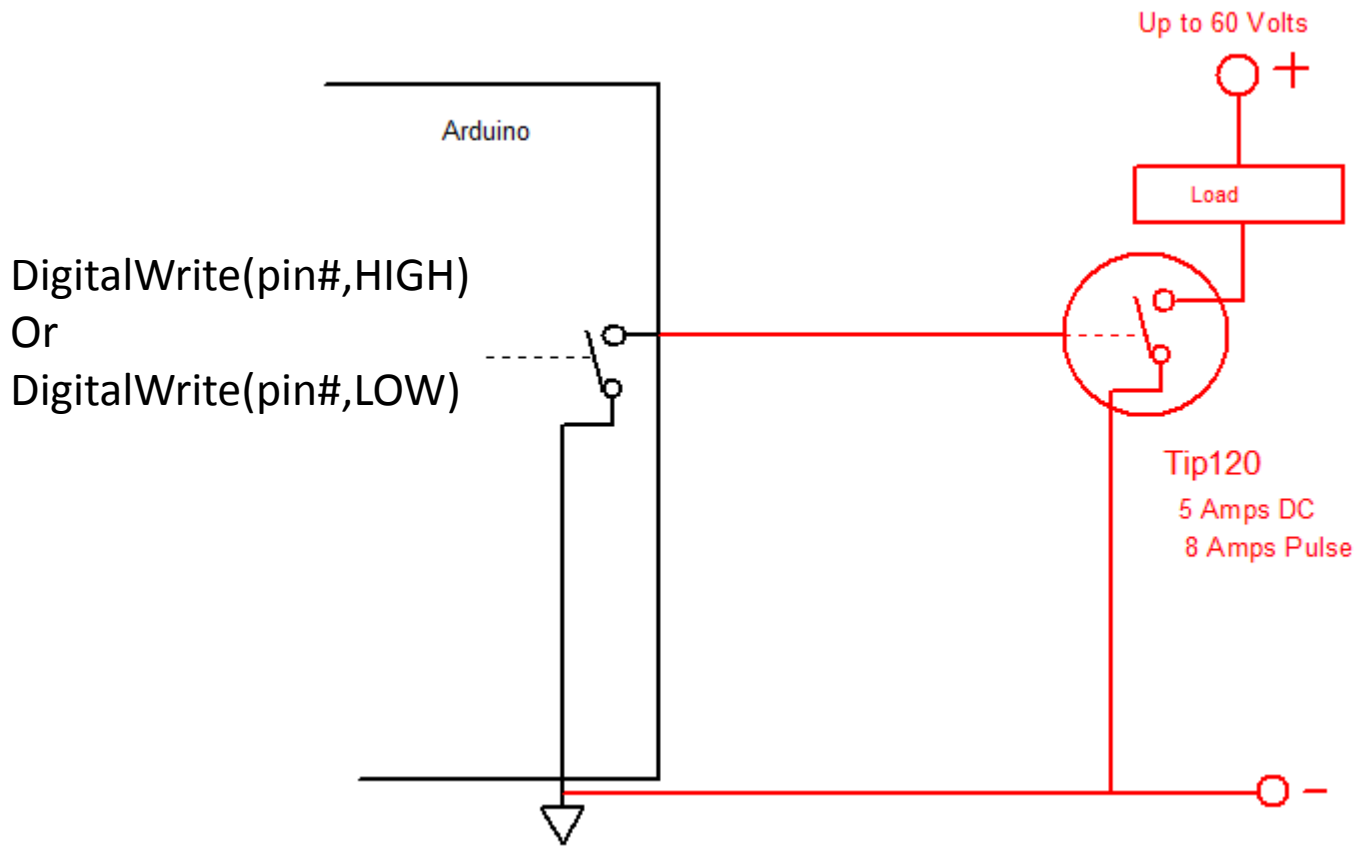 Up to 60 Volts
+
Arduino
Load
DigitalWrite(pin#,HIGH)
Or
DigitalWrite(pin#,LOW)
Tip120
5 Amps DC
8 Amps Pulse
-